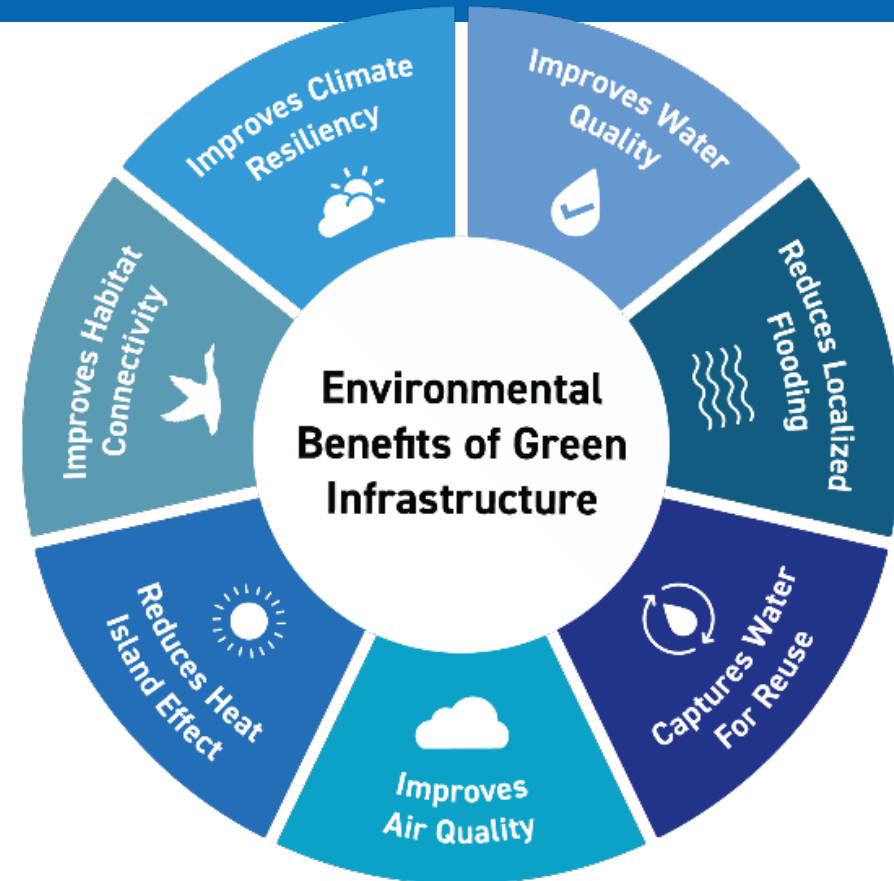 Environmental
Benefits of Green
Infrastructure
Improves Water
Quality
Reduces Localized
Flooding
Captures Water
For Reuse
Improves
Air Quality
Reduces Heat
Island Effect
Improves Habitat
Connectivity
Improves Climate
Resiliency